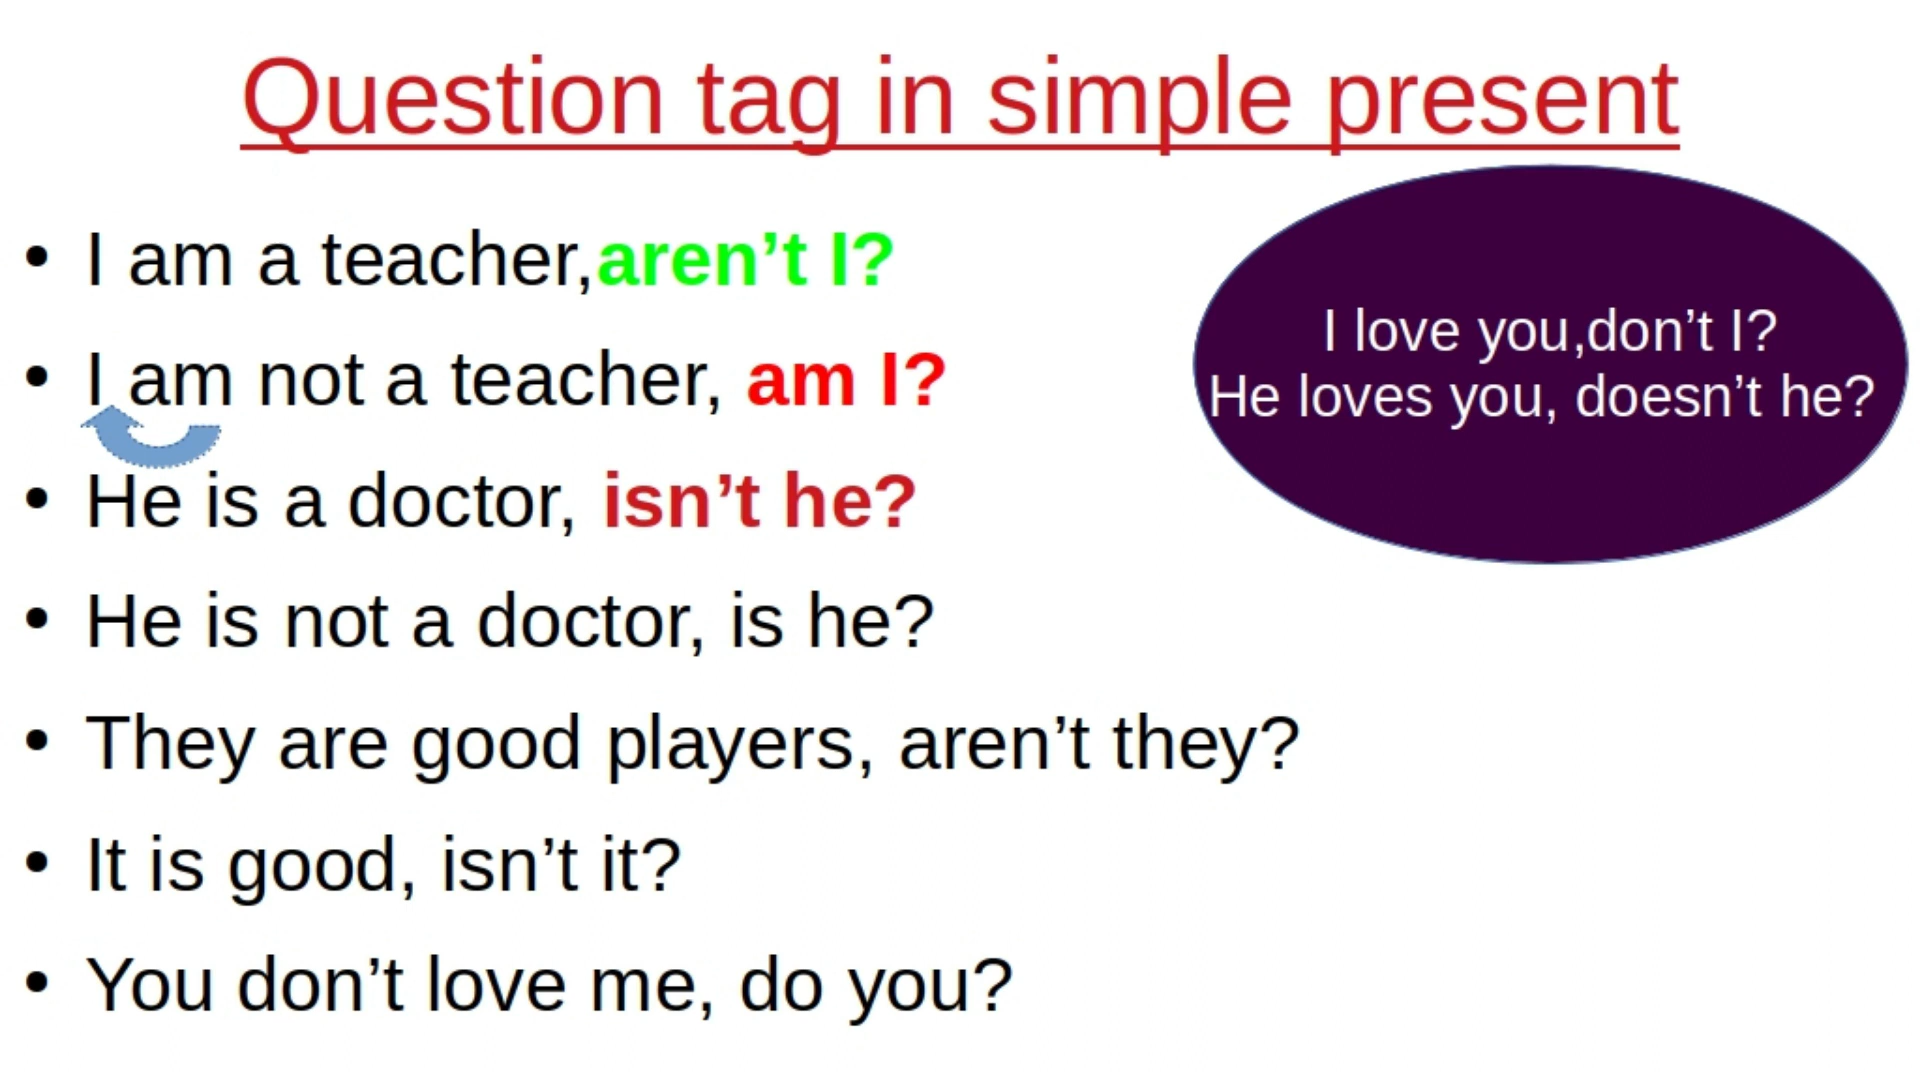 Question tag in simple present
• I am a teacher,aren’t I?
• I am not a teacher, am I?
• He is a doctor, isn’t he?
• He is not a doctor, is he?
• They are good players, aren’t they?
• It is good, isn’t it?
• You don’t love me, do you?
I love you,don’t I?
He loves you, doesn’t he?